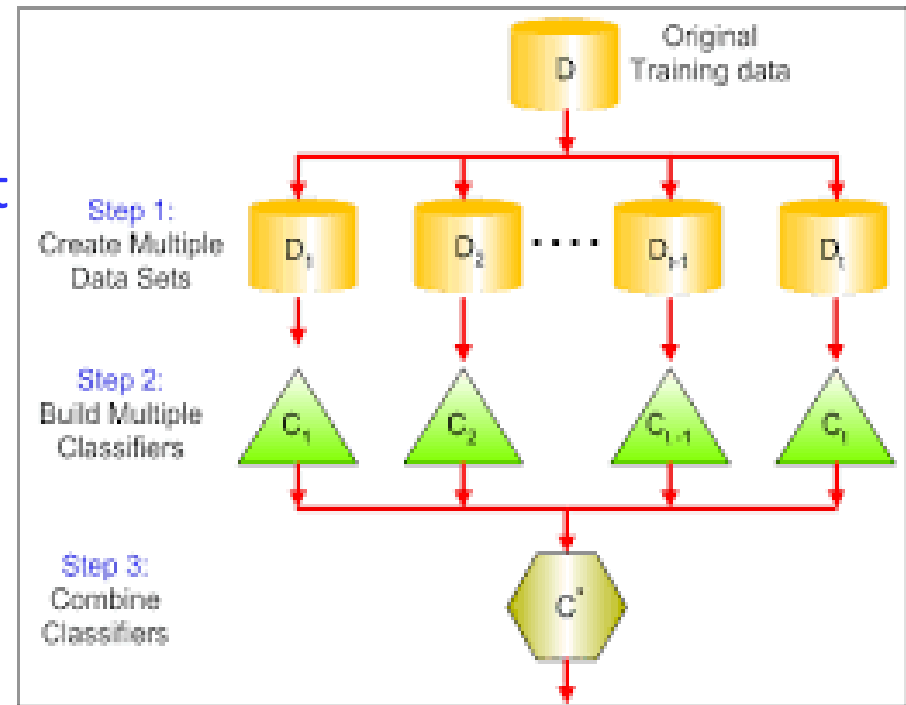 Original
Training data
D
t
Step 1:
Create Multiple
Data Sets
D1
D2
....
Dt-1
Dt
Step 2:
Build Multiple
Classifiers
C1
C2
Ct-1
Ct
Step 3:
Combine
Classifiers
C*